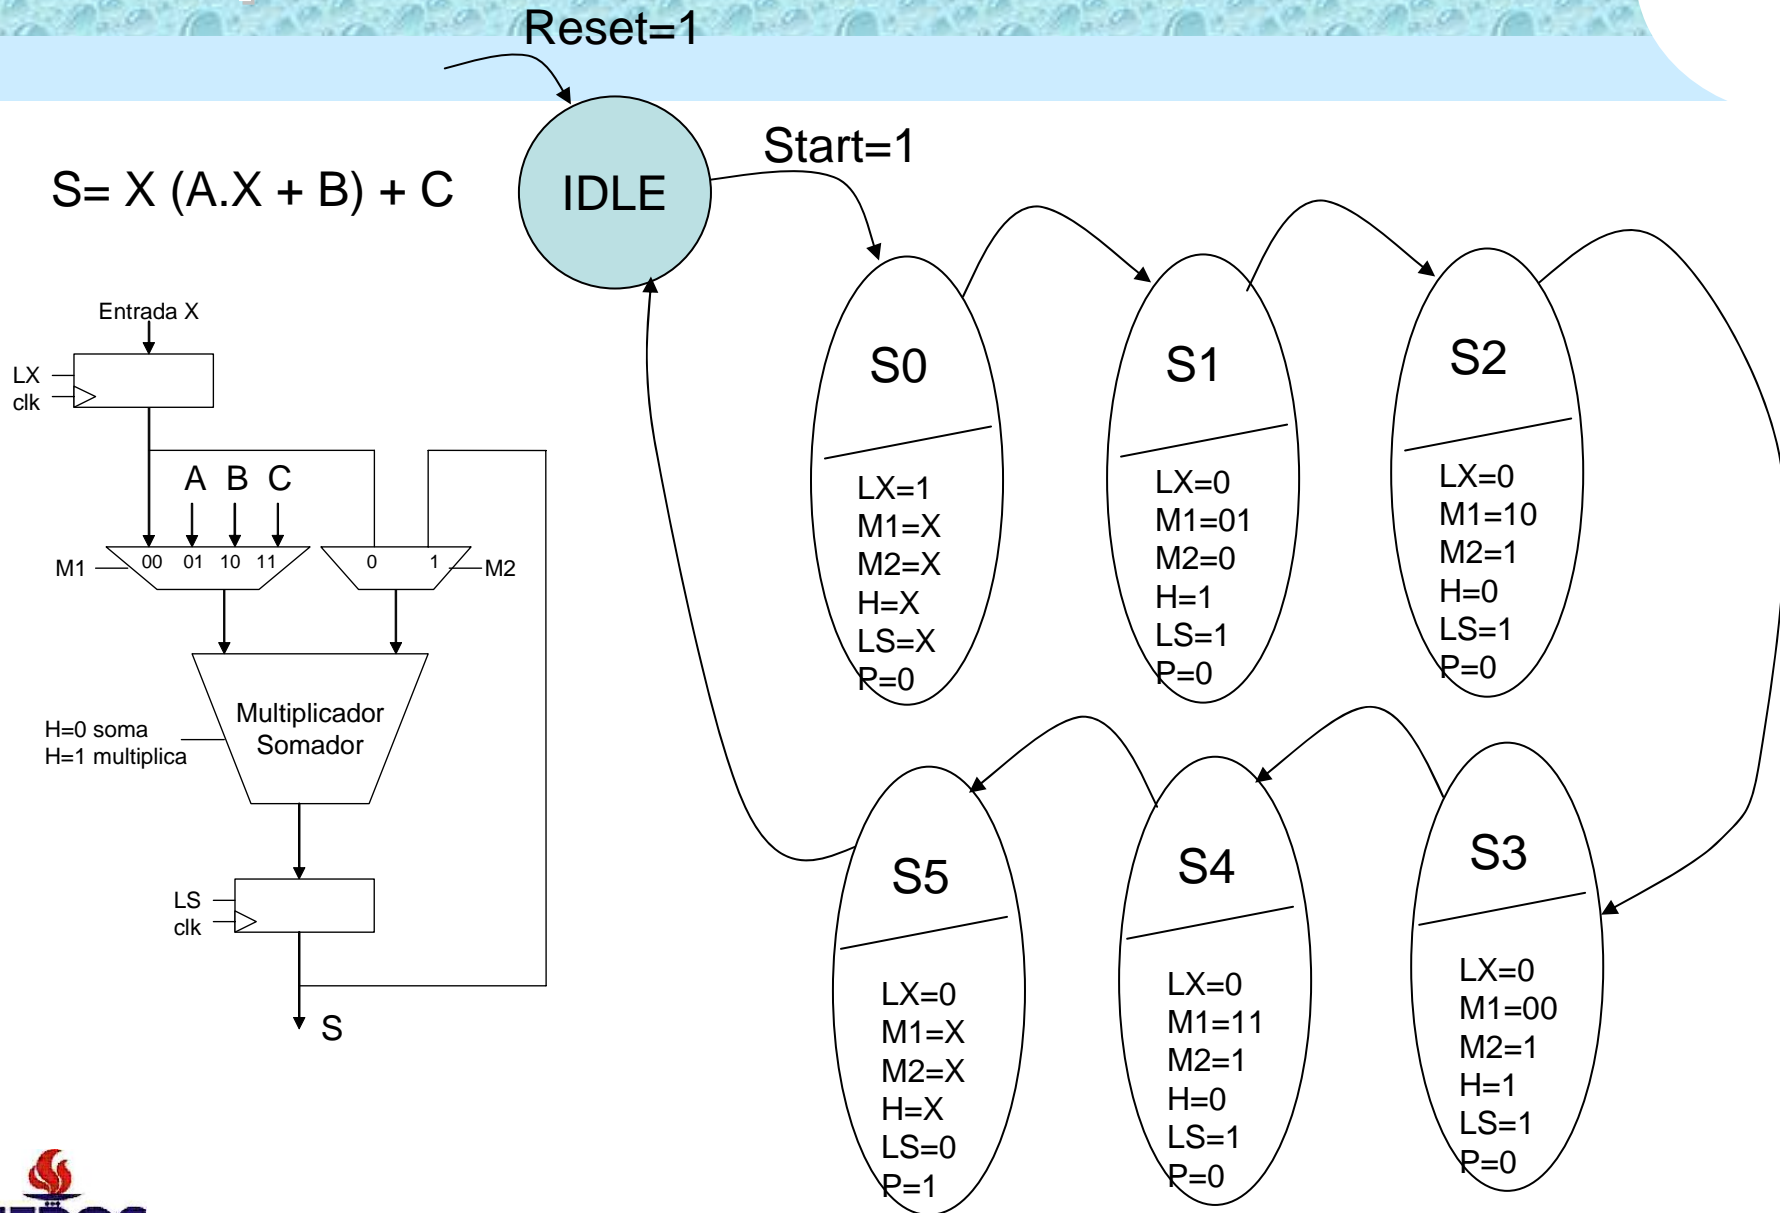 Reset=1
Start=1
S= X (A.X + B) + C
IDLE
Entrada X
LX
clk
A B C
M1
00 01 10 11
0 1
M2
Multiplicador
Somador
H=0 soma
H=1 multiplica
LS
clk
S
S0
LX=1
M1=X
M2=X
H=X
LS=X
P=0
S1
LX=0
M1=01
M2=0
H=1
LS=1
P=0
S2
LX=0
M1=10
M2=1
H=0
LS=1
P=0
S5
LX=0
M1=X
M2=X
H=X
LS=0
P=1
S4
LX=0
M1=11
M2=1
H=0
LS=1
P=0
S3
LX=0
M1=00
M2=1
H=1
LS=1
P=0